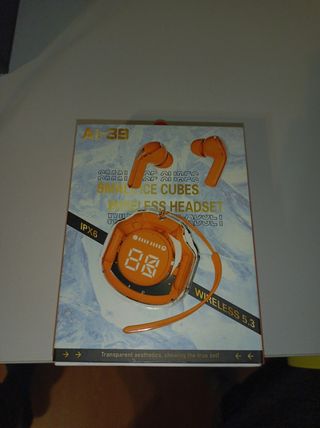 AI-39
SMALL ICE CUBES
WIRELESS HEADSET
IPX6
88
WIRELESS 5.3
Transparent aesthetics, showing the true self